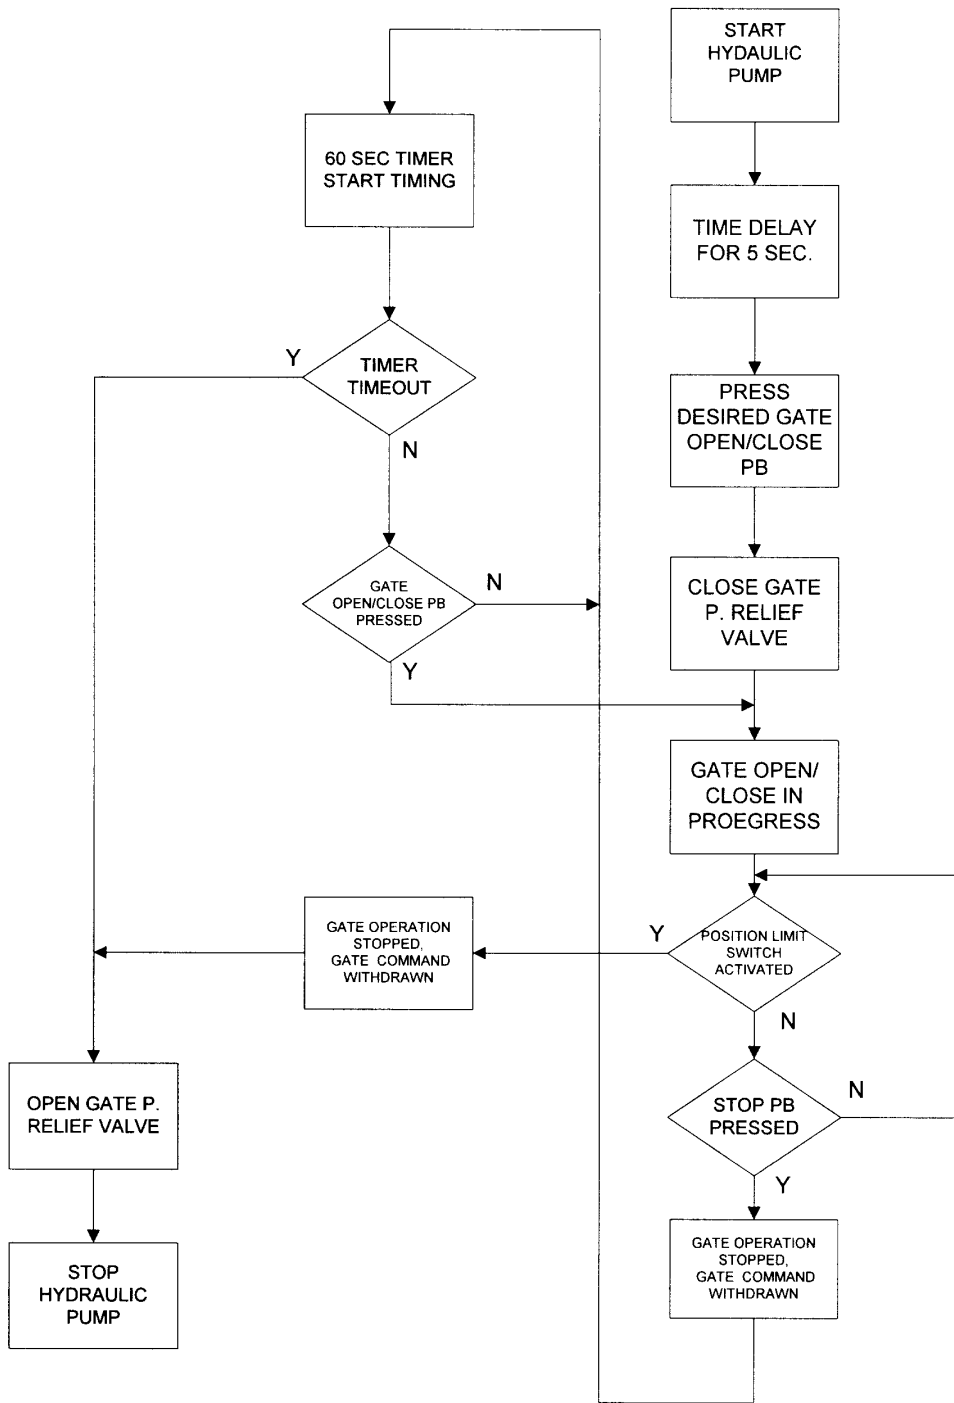 START
HYDAULIC
PUMP
60 SEC TIMER
START TIMING
TIME DELAY
FOR 5 SEC.
Y
TIMER
TIMEOUT
N
PRESS
DESIRED GATE
OPEN/CLOSE
PB
GATE
OPEN/CLOSE PB
PRESSED
N
Y
CLOSE GATE
P. RELIEF
VALVE
GATE OPEN/
CLOSE IN
PROEGRESS
GATE OPERATION
STOPPED,
GATE COMMAND
WITHDRAWN
Y
POSITION LIMIT
SWITCH
ACTIVATED
N
OPEN GATE P.
RELIEF VALVE
STOP PB
PRESSED
N
Y
STOP
HYDRAULIC
PUMP
GATE OPERATION
STOPPED,
GATE COMMAND
WITHDRAWN